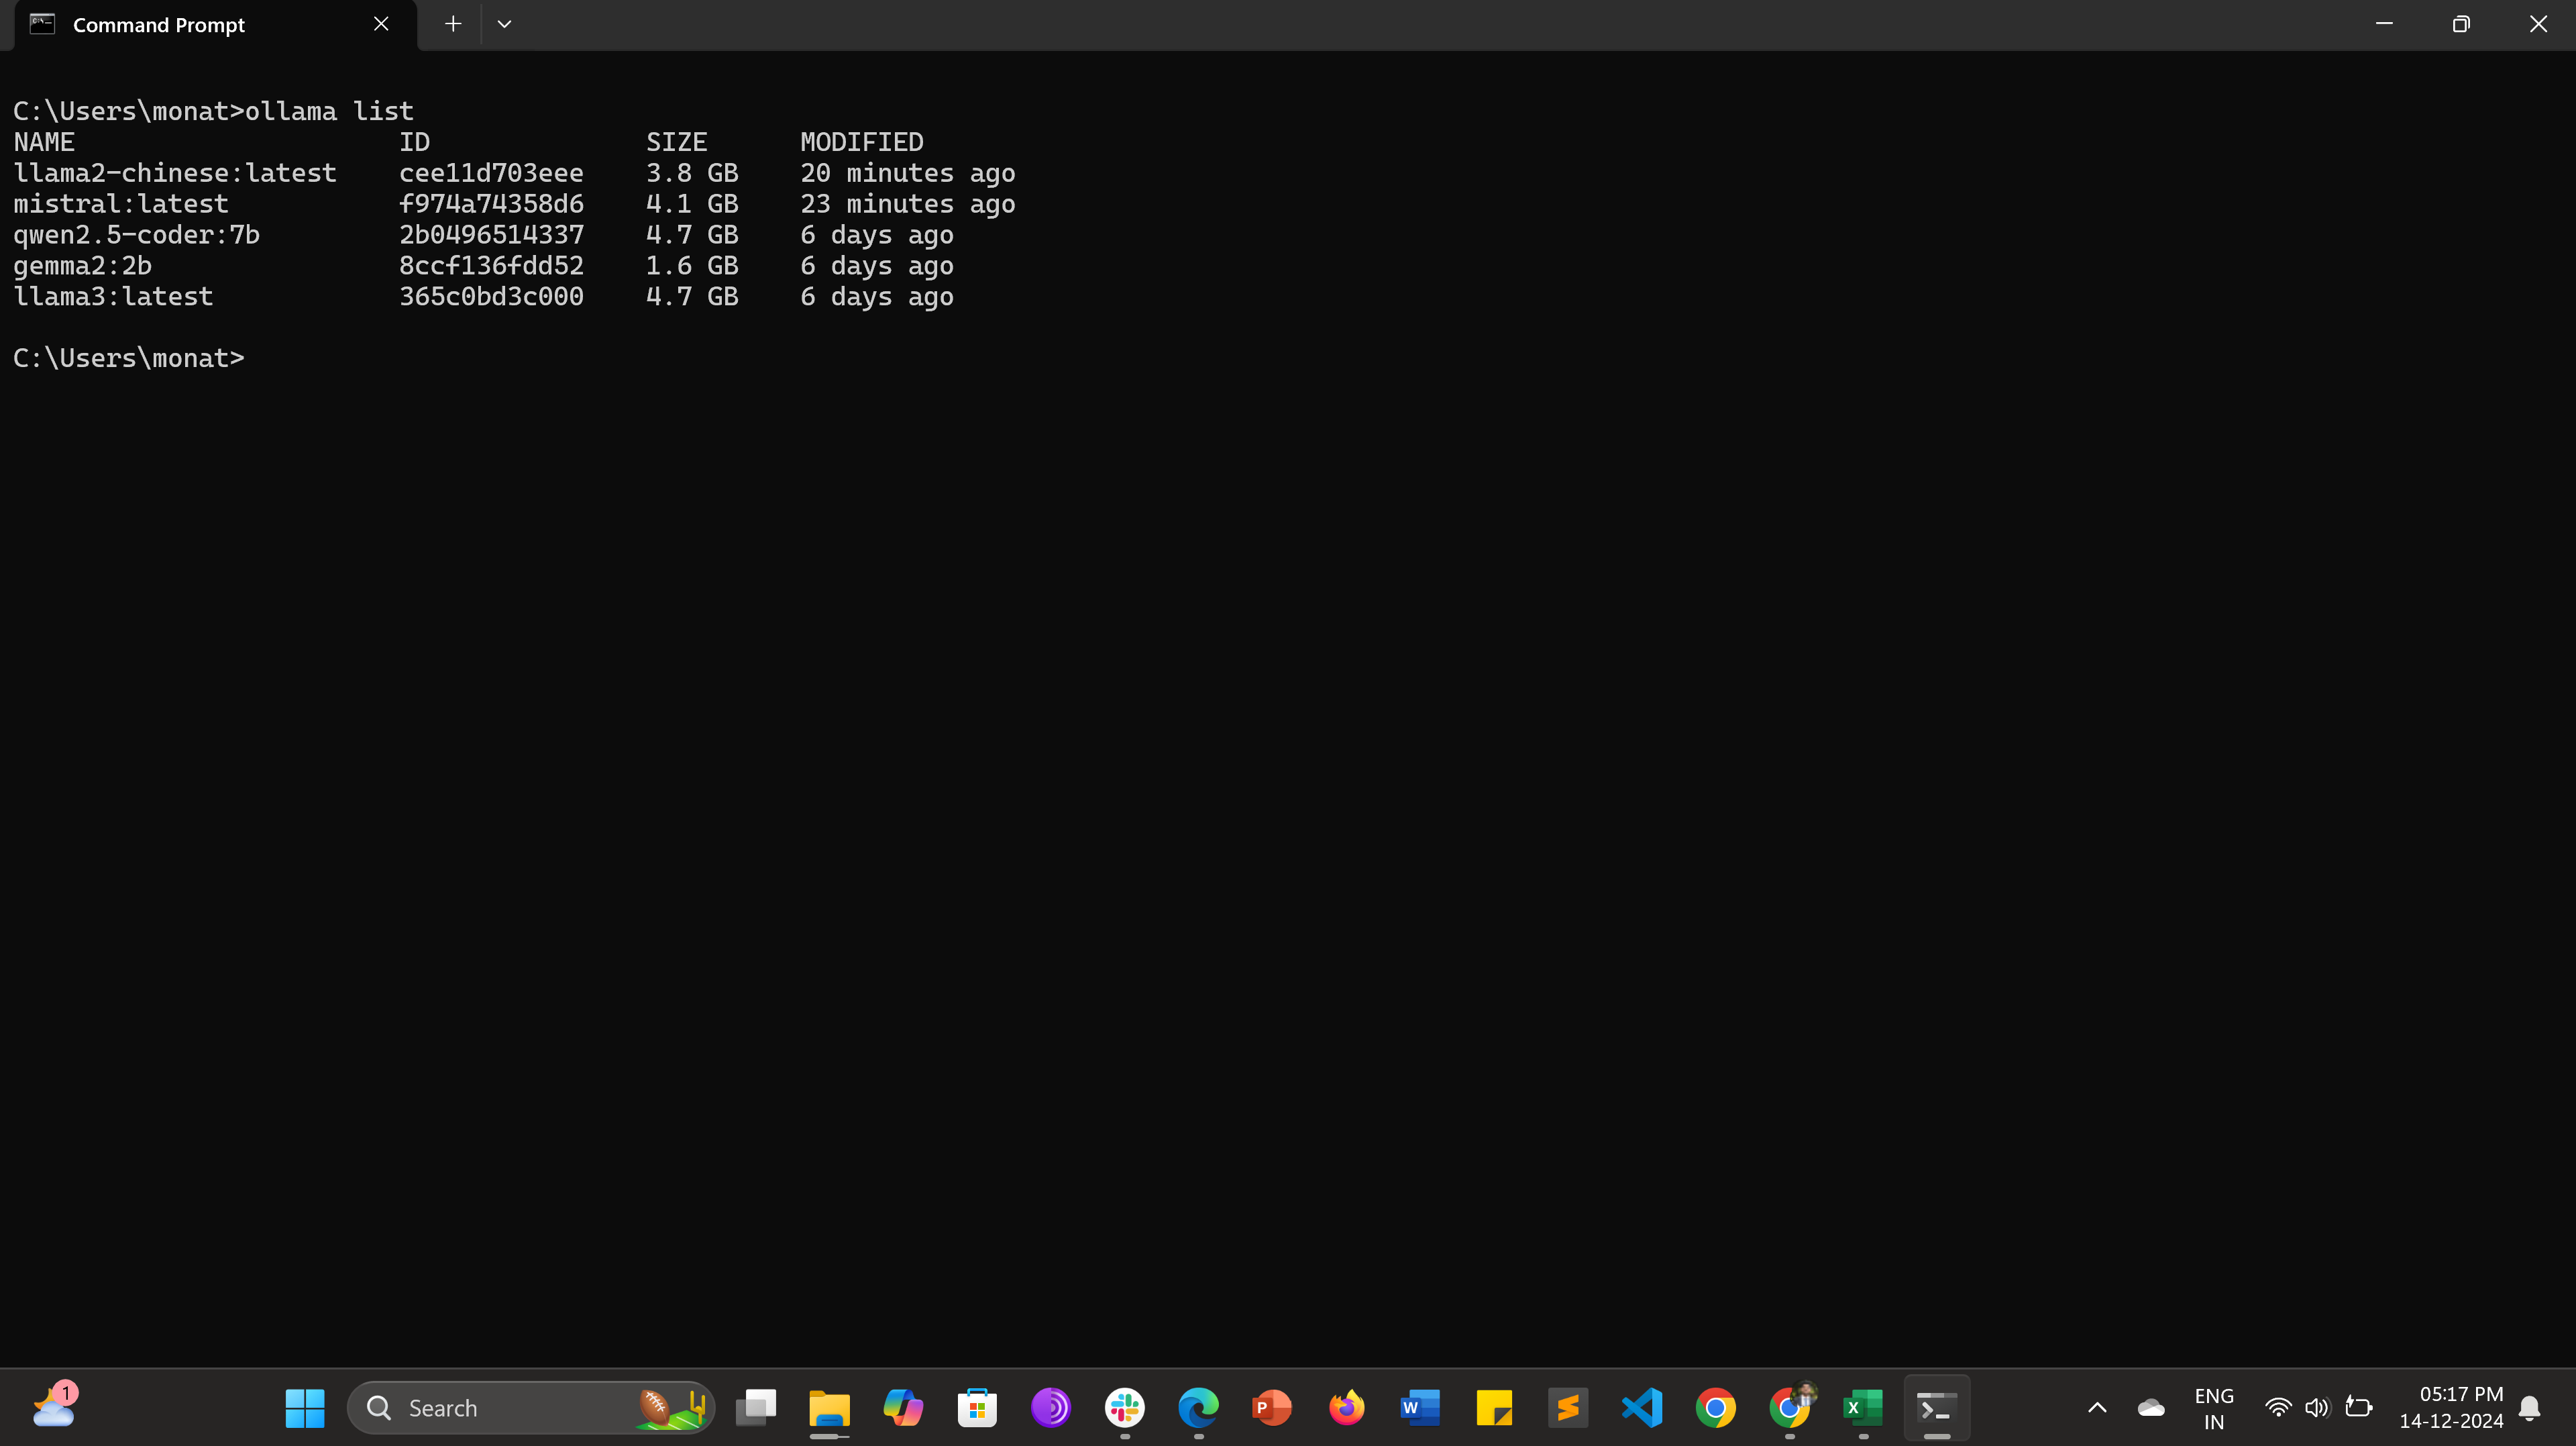 Command Prompt
C:\Users\monat>ollama list
NAME ID SIZE MODIFIED
llama2-chinese:latest cee11d703eee 3.8 GB 20 minutes ago
mistral:latest f974a74358d6 4.1 GB 23 minutes ago
qwen2.5-coder:7b 2b0496514337 4.7 GB 6 days ago
gemma2:2b 8ccf136fdd52 1.6 GB 6 days ago
llama3:latest 365c0bd3c000 4.7 GB 6 days ago
C:\Users\monat>
1
Search
P
W
X
ENG
IN
05:17 PM
14-12-2024